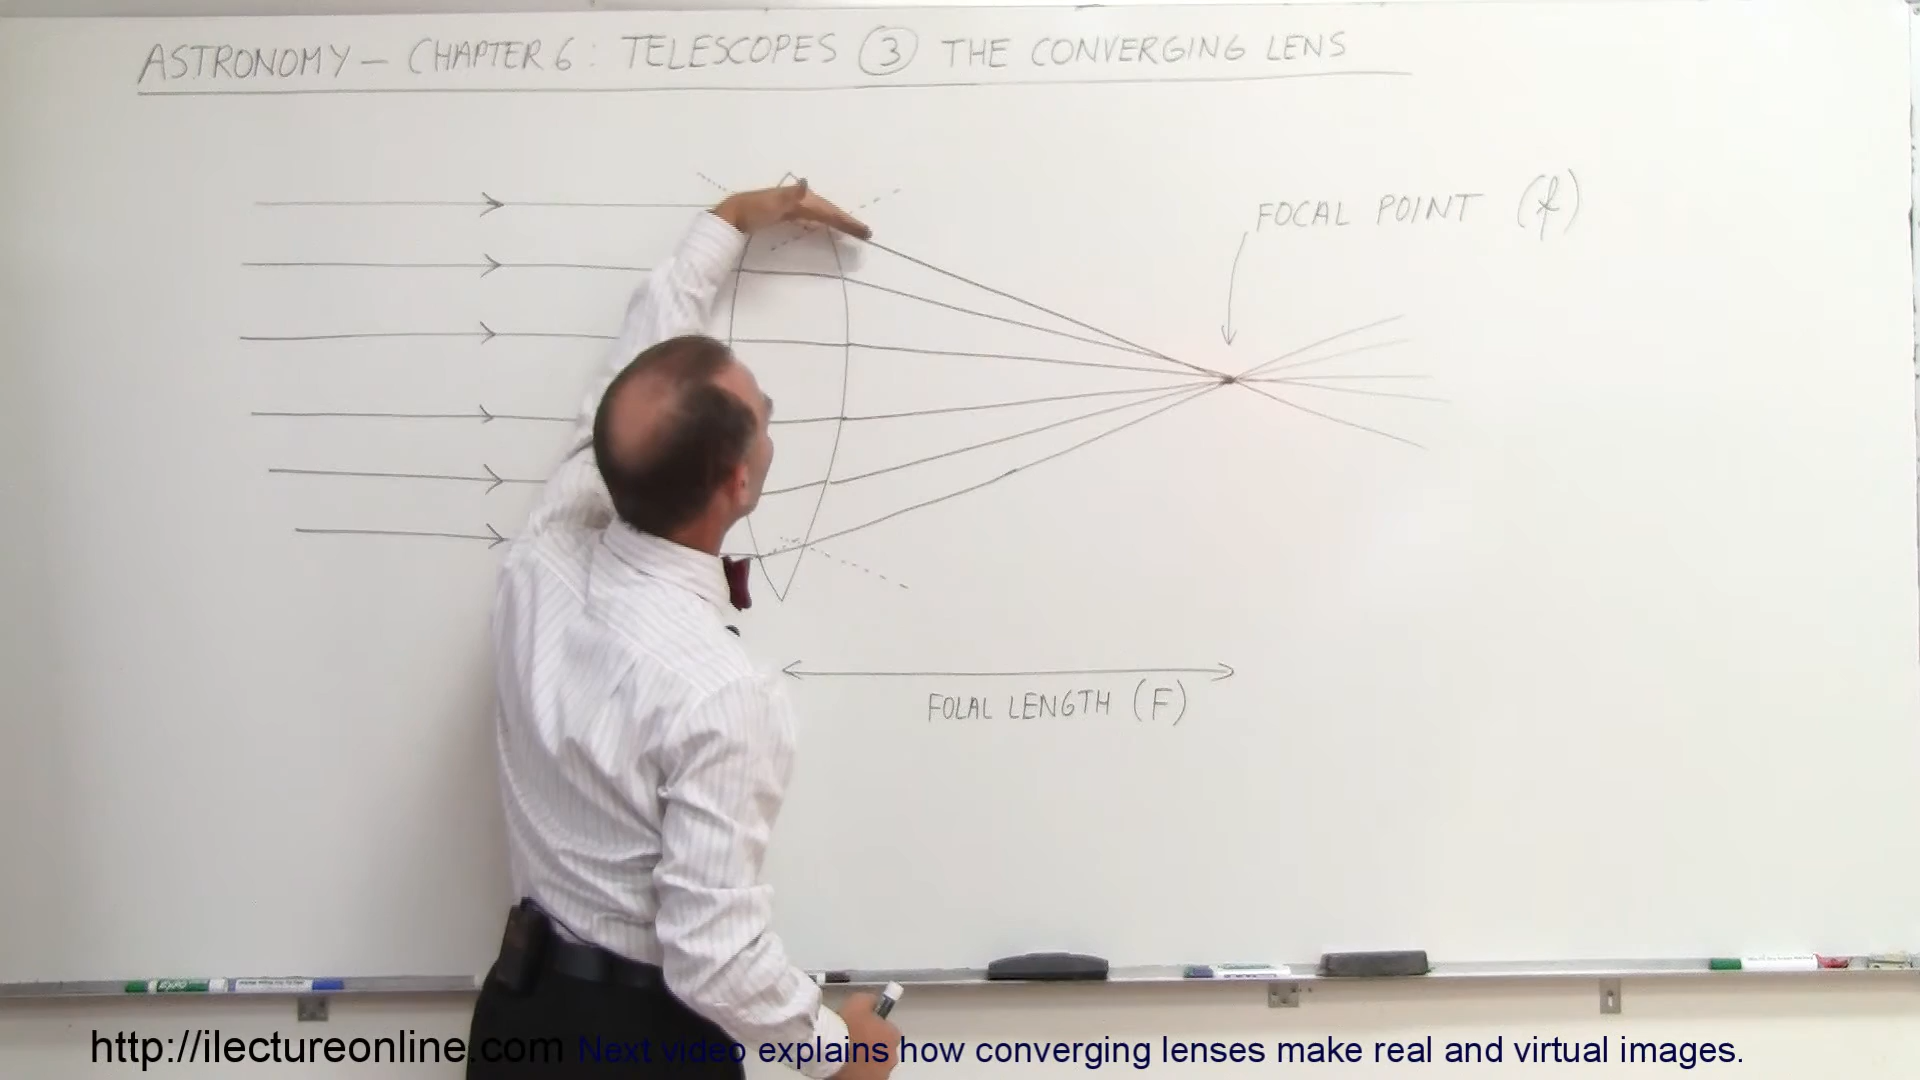 ASTRONOMY – CHAPTER 6: TELESCOPES 3 THE CONVERGING LENS
FOCAL POINT (f)
FOLAL LENGTH (F)
EXPO
http://ilectureonline.com Next video explains how converging lenses make real and virtual images.